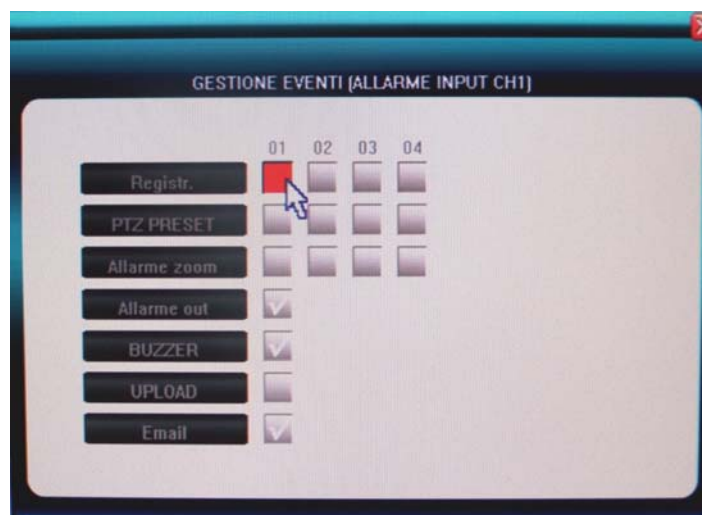 GESTIONE EVENTI (ALLARME INPUT CH1)
01 02 03 04
Registr.
PTZ PRESET
Allarme zoom
Allarme out
BUZZER
UPLOAD
Email